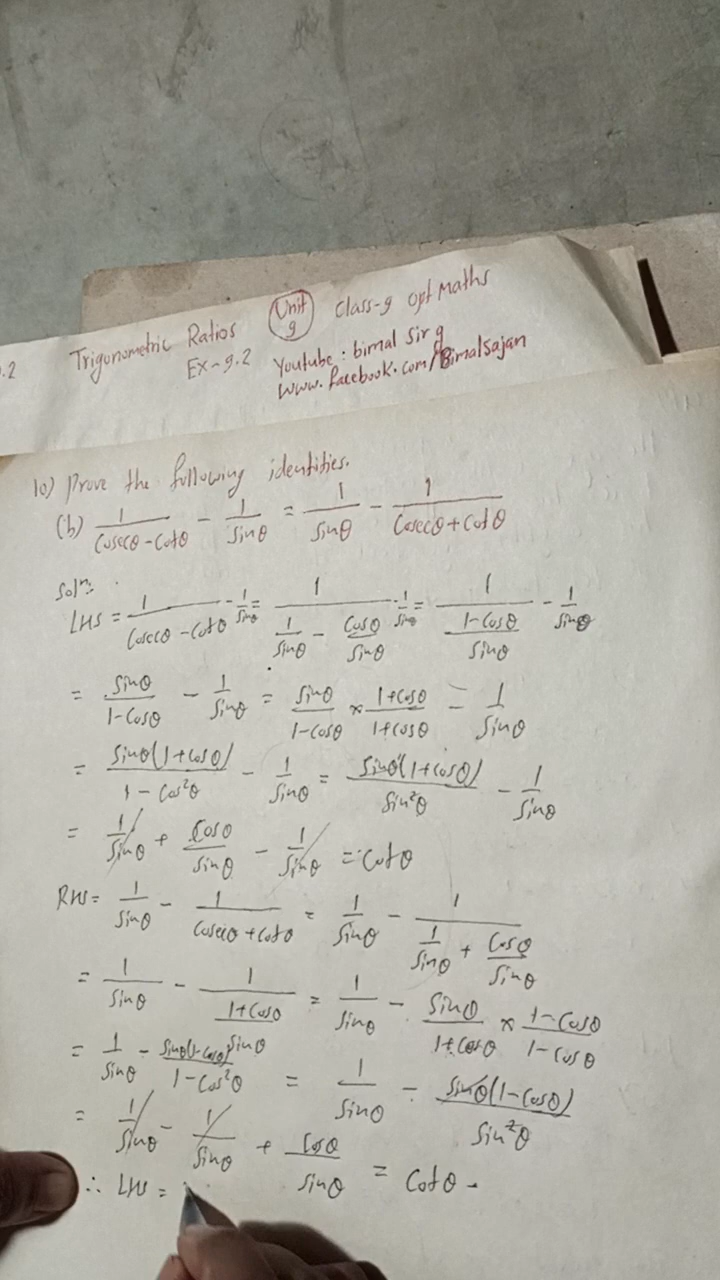 .2 Trigonometric Ratios Unit 9 Class-9 opt Maths
Ex-9.2 Youtube: bimal Sir g
www.facebook.com/BimalSajan
10) Prove the following identities.
(b) 1/(Cosecθ - Cotθ) - 1/Sinθ = 1/Sinθ - 1/(Cosecθ + Cotθ)
Solⁿ:
LHS = 1/(Cosecθ - Cotθ) - 1/Sinθ = 1/(1/Sinθ - Cosθ/Sinθ) - 1/Sinθ = 1/((1-Cosθ)/Sinθ) - 1/Sinθ
= Sinθ/(1-Cosθ) - 1/Sinθ = Sinθ/(1-Cosθ) × (1+Cosθ)/(1+Cosθ) - 1/Sinθ
= Sinθ(1+Cosθ)/(1 - Cos²θ) - 1/Sinθ = Sinθ(1+Cosθ)/Sin²θ - 1/Sinθ
= 1/Sinθ + Cosθ/Sinθ - 1/Sinθ = Cotθ
RHS = 1/Sinθ - 1/(Cosecθ + Cotθ) = 1/Sinθ - 1/(1/Sinθ + Cosθ/Sinθ)
= 1/Sinθ - 1/((1+Cosθ)/Sinθ) = 1/Sinθ - Sinθ/(1+Cosθ) × (1-Cosθ)/(1-Cosθ)
= 1/Sinθ - Sinθ(1-Cosθ)/(1-Cos²θ) = 1/Sinθ - Sinθ(1-Cosθ)/Sin²θ
= 1/Sinθ - 1/Sinθ + Cosθ/Sinθ = Cotθ.
∴ LHS =